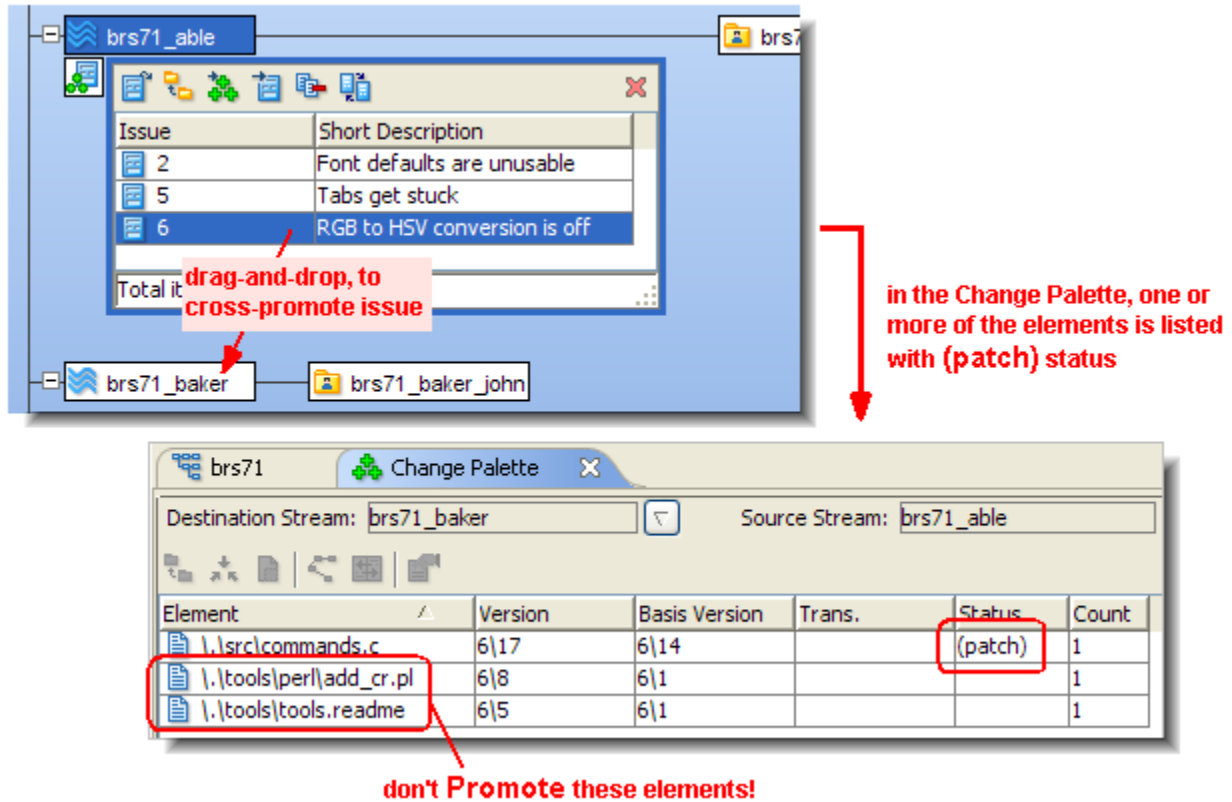 brs71_able
brs7
Issue Short Description
2 Font defaults are unusable
5 Tabs get stuck
6 RGB to HSV conversion is off
Total it
drag-and-drop, to
cross-promote issue
brs71_baker brs71_baker_john
in the Change Palette, one or
more of the elements is listed
with (patch) status
brs71 Change Palette
Destination Stream: brs71_baker Source Stream: brs71_able
Element Version Basis Version Trans. Status Count
\.\src\commands.c 6\17 6\14 (patch) 1
\.\tools\perl\add_cr.pl 6\8 6\1 1
\.\tools\tools.readme 6\5 6\1 1
don't Promote these elements!